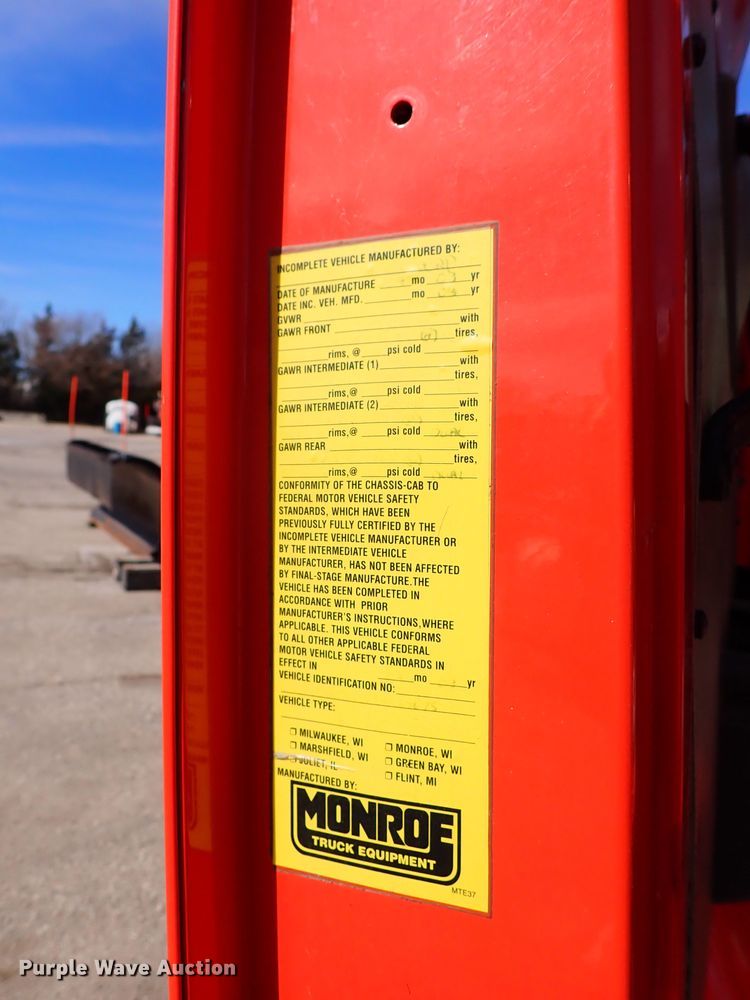 INCOMPLETE VEHICLE MANUFACTURED BY:
DATE OF MANUFACTURE mo yr
DATE INC. VEH. MFD. mo yr
GVWR
GAWR FRONT with
tires,
rims, @ psi cold
GAWR INTERMEDIATE (1) with
tires,
rims,@ psi cold
GAWR INTERMEDIATE (2) with
tires,
rims,@ psi cold
GAWR REAR with
tires,
rims,@ psi cold
CONFORMITY OF THE CHASSIS-CAB TO
FEDERAL MOTOR VEHICLE SAFETY
STANDARDS, WHICH HAVE BEEN
PREVIOUSLY FULLY CERTIFIED BY THE
INCOMPLETE VEHICLE MANUFACTURER OR
BY THE INTERMEDIATE VEHICLE
MANUFACTURER, HAS NOT BEEN AFFECTED
BY FINAL-STAGE MANUFACTURE.THE
VEHICLE HAS BEEN COMPLETED IN
ACCORDANCE WITH PRIOR
MANUFACTURER'S INSTRUCTIONS,WHERE
APPLICABLE. THIS VEHICLE CONFORMS
TO ALL OTHER APPLICABLE FEDERAL
MOTOR VEHICLE SAFETY STANDARDS IN
EFFECT IN mo yr
VEHICLE IDENTIFICATION NO:
VEHICLE TYPE:
MILWAUKEE, WI MONROE, WI
MARSHFIELD, WI GREEN BAY, WI
JOLIET, IL FLINT, MI
MANUFACTURED BY:
MONROE
TRUCK EQUIPMENT
MTE37
Purple Wave Auction